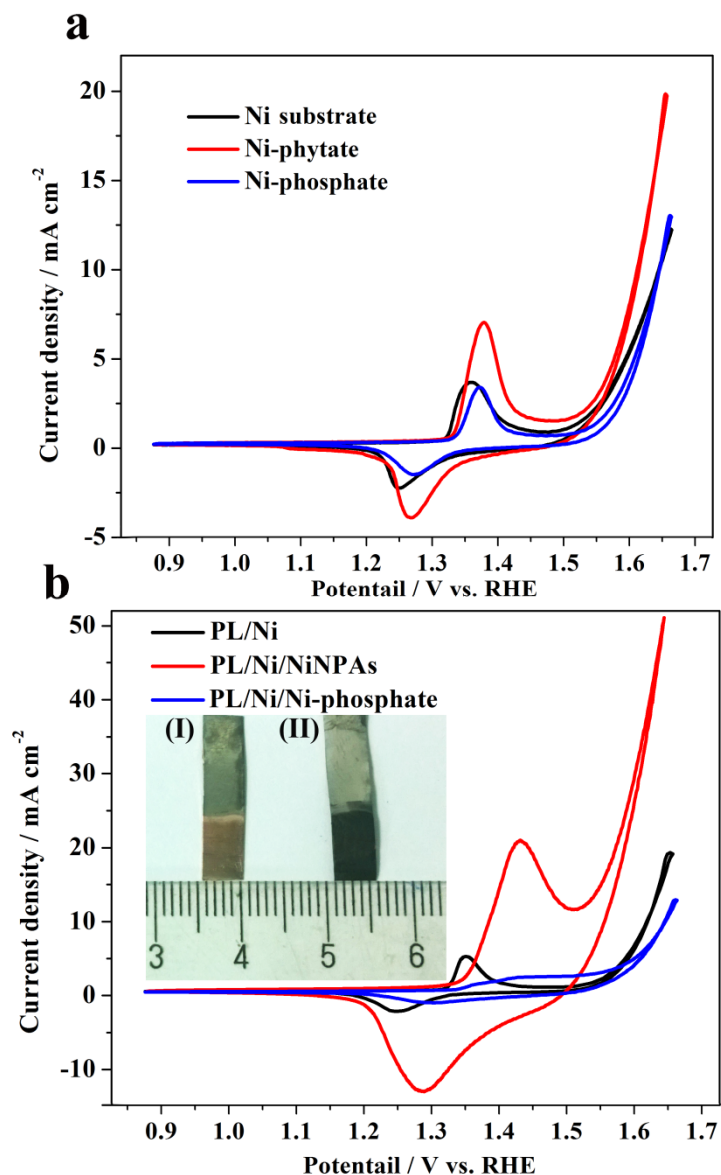 a
Ni substrate
Ni-phytate
Ni-phosphate
20
15
10
5
0
-5
Current density / mA cm⁻²
0.9 1.0 1.1 1.2 1.3 1.4 1.5 1.6 1.7
Potentail / V vs. RHE
b
PL/Ni
PL/Ni/NiNPAs
PL/Ni/Ni-phosphate
(I) (II)
3 4 5 6
50
40
30
20
10
0
-10
Current density / mA cm⁻²
0.9 1.0 1.1 1.2 1.3 1.4 1.5 1.6 1.7
Potentail / V vs. RHE